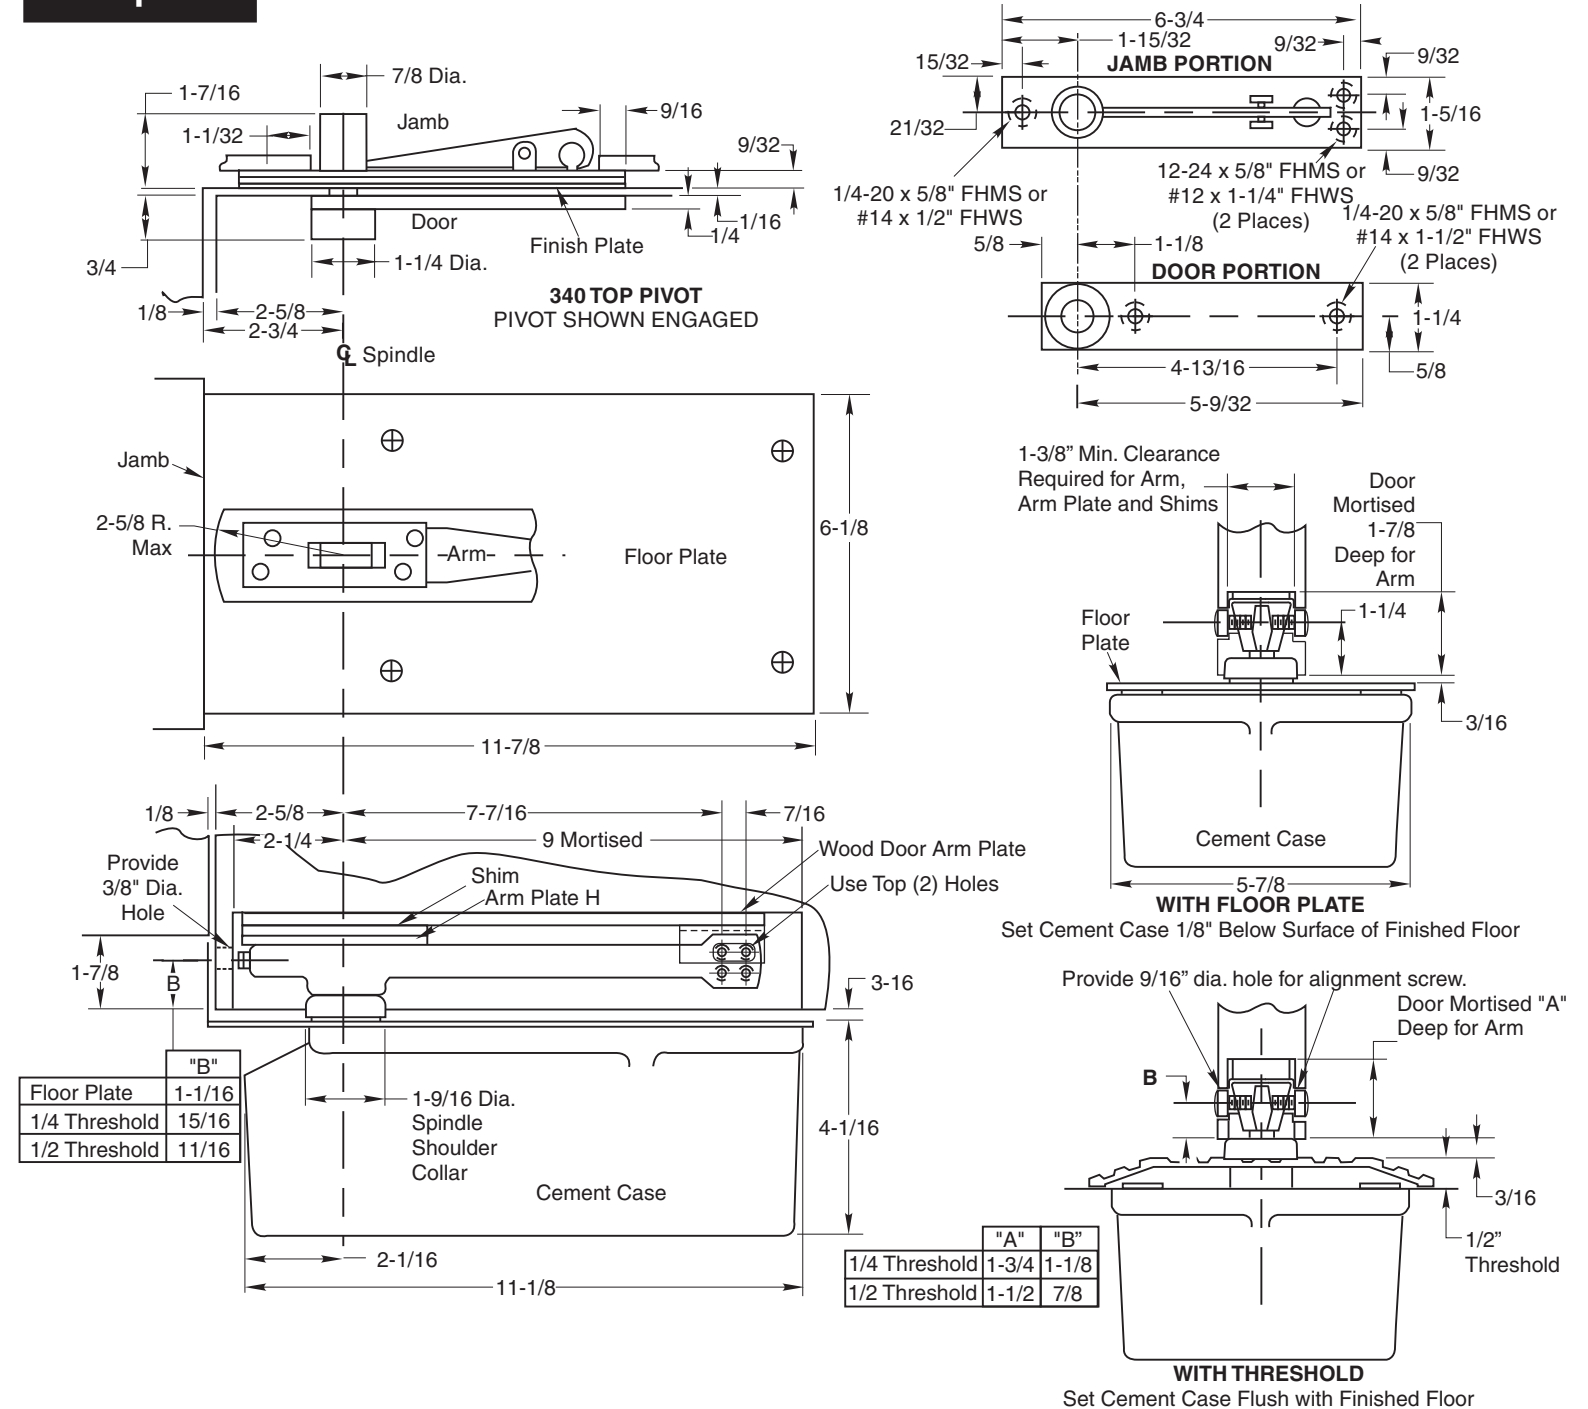 7/8 Dia.
1-7/16
Jamb
9/16
1-1/32
9/32
Door
1/16
1/4
Finish Plate
3/4
1-1/4 Dia.
1/8
2-5/8
2-3/4
340 TOP PIVOT
PIVOT SHOWN ENGAGED
℄ Spindle
6-3/4
1-15/32
9/32
15/32
9/32
JAMB PORTION
21/32
1-5/16
12-24 x 5/8" FHMS or
#12 x 1-1/4" FHWS
(2 Places)
9/32
1/4-20 x 5/8" FHMS or
#14 x 1/2" FHWS
1/4-20 x 5/8" FHMS or
#14 x 1-1/2" FHWS
(2 Places)
5/8
1-1/8
DOOR PORTION
1-1/4
4-13/16
5/8
5-9/32
Jamb
2-5/8 R.
Max
Arm
Floor Plate
6-1/8
11-7/8
1-3/8” Min. Clearance
Required for Arm,
Arm Plate and Shims
Door
Mortised
1-7/8
Deep for
Arm
1-1/4
Floor
Plate
3/16
Cement Case
5-7/8
WITH FLOOR PLATE
Set Cement Case 1/8" Below Surface of Finished Floor
1/8
2-5/8
7-7/16
7/16
2-1/4
9 Mortised
Provide
3/8" Dia.
Hole
Shim
Arm Plate H
Wood Door Arm Plate
Use Top (2) Holes
1-7/8
B
3-16
"B"
Floor Plate 1-1/16
1/4 Threshold 15/16
1/2 Threshold 11/16
1-9/16 Dia.
Spindle
Shoulder
Collar
4-1/16
Cement Case
2-1/16
11-1/8
Provide 9/16” dia. hole for alignment screw.
Door Mortised "A"
Deep for Arm
B
3/16
1/2”
Threshold
"A" "B”
1/4 Threshold 1-3/4 1-1/8
1/2 Threshold 1-1/2 7/8
WITH THRESHOLD
Set Cement Case Flush with Finished Floor